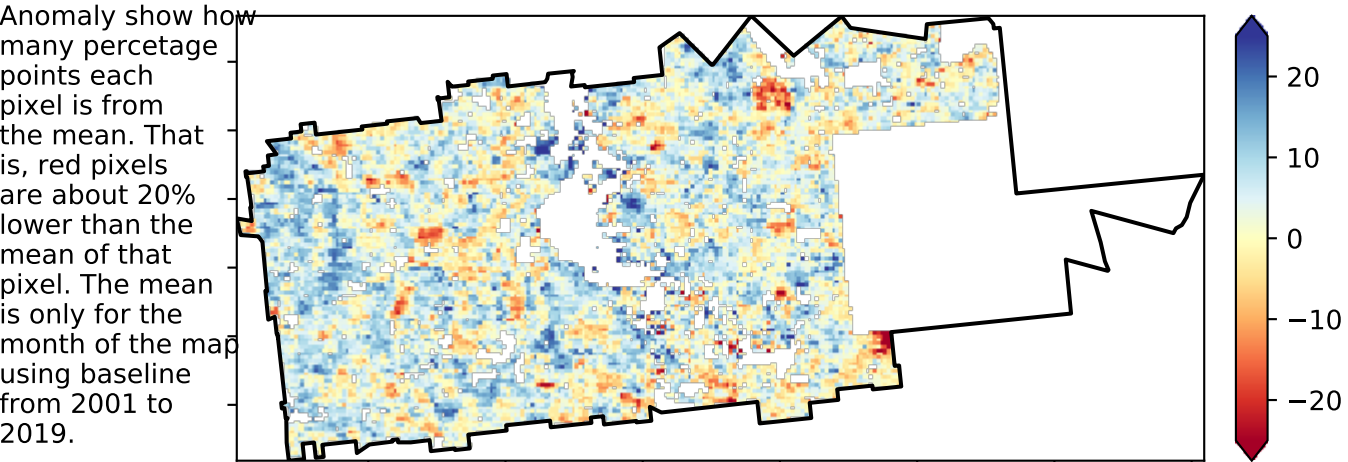 Anomaly show how
many percetage
points each
pixel is from
the mean. That
is, red pixels
are about 20%
lower than the
mean of that
pixel. The mean
is only for the
month of the map
using baseline
from 2001 to
2019.
20
10
0
−10
−20